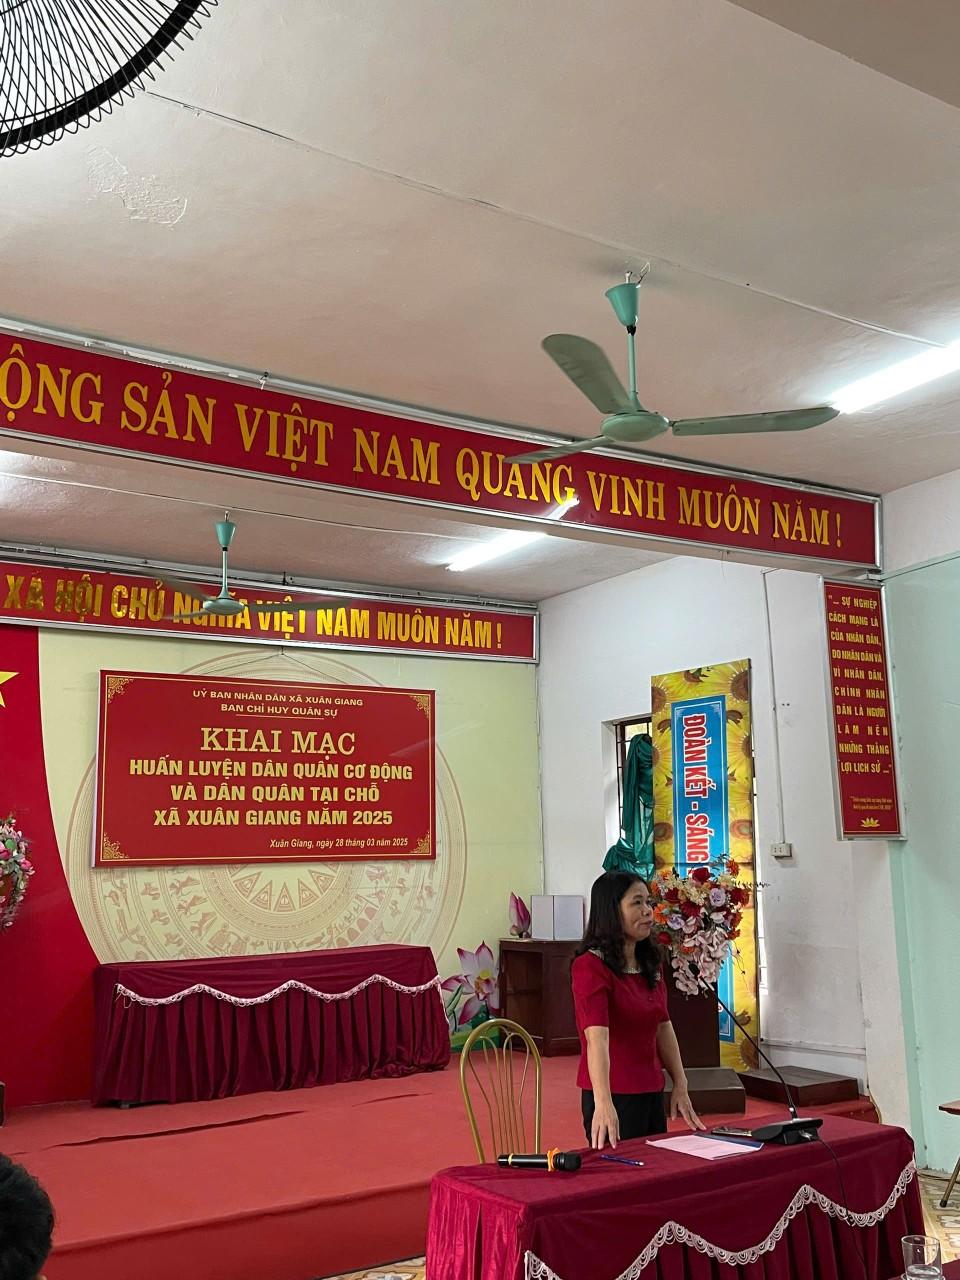 ỘNG SẢN VIỆT NAM QUANG VINH MUÔN NĂM!
XÃ HỘI CHỦ NGHĨA VIỆT NAM MUÔN NĂM!
UỶ BAN NHÂN DÂN XÃ XUÂN GIANG
BAN CHỈ HUY QUÂN SỰ
KHAI MẠC
HUẤN LUYỆN DÂN QUÂN CƠ ĐỘNG
VÀ DÂN QUÂN TẠI CHỖ
XÃ XUÂN GIANG NĂM 2025
Xuân Giang, ngày 28 tháng 03 năm 2025
ĐOÀN KẾT - SÁNG
"... SỰ NGHIỆP
CÁCH MẠNG LÀ
CỦA NHÂN DÂN,
DO NHÂN DÂN VÀ
VÌ NHÂN DÂN.
CHÍNH NHÂN
DÂN LÀ NGƯỜI
LÀM NÊN
NHỮNG THẮNG
LỢI LỊCH SỬ ..."